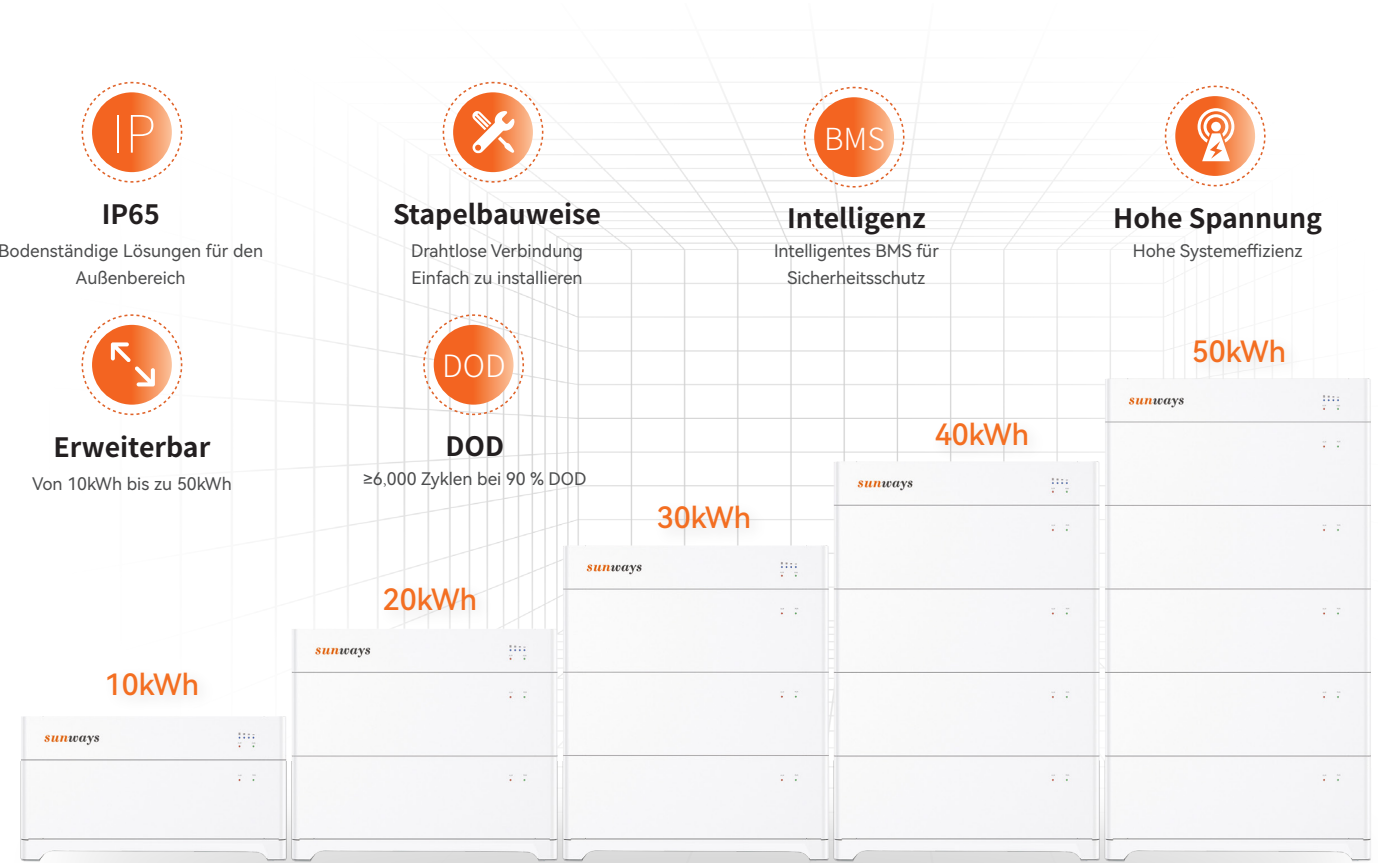 IP
IP65
Bodenständige Lösungen für den
Außenbereich
Stapelbauweise
Drahtlose Verbindung
Einfach zu installieren
BMS
Intelligenz
Intelligentes BMS für
Sicherheitsschutz
Hohe Spannung
Hohe Systemeffizienz
Erweiterbar
Von 10kWh bis zu 50kWh
DOD
DOD
≥6,000 Zyklen bei 90 % DOD
10kWh
sunways
20kWh
sunways
30kWh
sunways
40kWh
sunways
50kWh
sunways